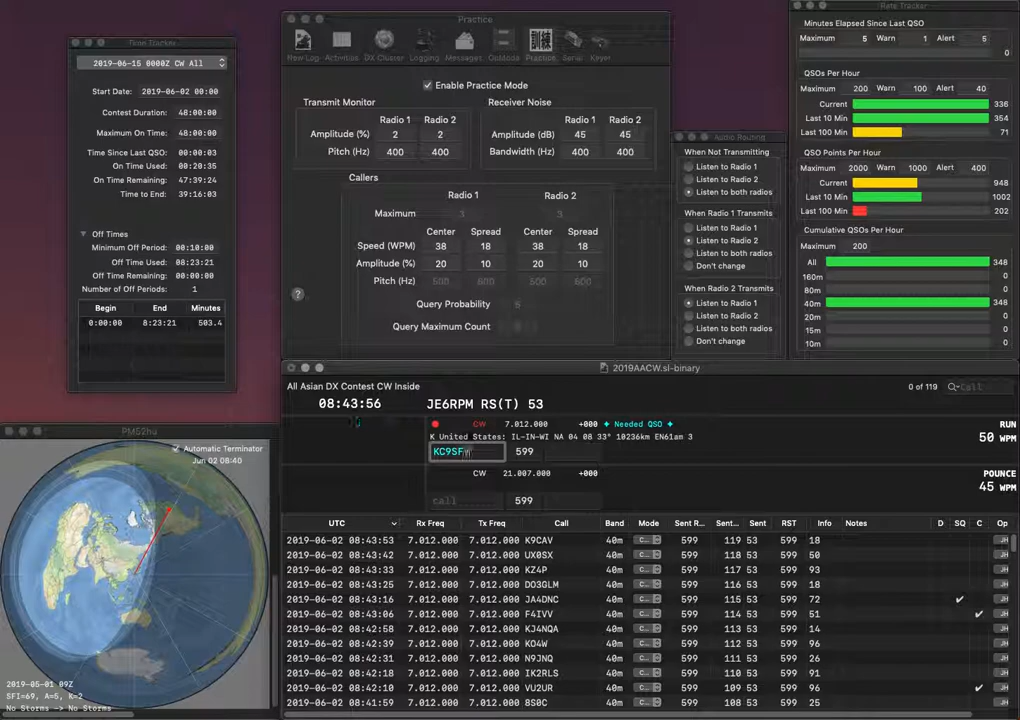 Time Tracker
2019-06-15 0000Z CW All
Start Date: 2019-06-02 00:00
Contest Duration: 48:00:00
Maximum On Time: 48:00:00
Time Since Last QSO: 00:00:03
On Time Used: 00:20:35
On Time Remaining: 47:39:24
Time to End: 39:16:03
Off Times
Minimum Off Period: 00:10:00
Off Time Used: 08:23:21
Off Time Remaining: 00:00:00
Number of Off Periods: 1
Begin End Minutes
0:00:00 8:23:21 503.4
Practice
New Log Activities DX Cluster Logging Messages Oddadds Practice Serial Keyer
訓練
Enable Practice Mode
Transmit Monitor Receiver Noise
Radio 1 Radio 2 Radio 1 Radio 2
Amplitude (%) 2 2 Amplitude (dB) 45 45
Pitch (Hz) 400 400 Bandwidth (Hz) 400 400
Callers
Radio 1 Radio 2
Maximum 3 3
Center Spread Center Spread
Speed (WPM) 38 18 38 18
Amplitude (%) 20 10 20 10
Pitch (Hz) 500 600 500 600
Query Probability 5
Query Maximum Count
?
Audio Routing
When Not Transmitting
Listen to Radio 1
Listen to Radio 2
Listen to both radios
When Radio 1 Transmits
Listen to Radio 1
Listen to Radio 2
Listen to both radios
Don't change
When Radio 2 Transmits
Listen to Radio 1
Listen to Radio 2
Listen to both radios
Don't change
Rate Tracker
Minutes Elapsed Since Last QSO
Maximum 5 Warn 1 Alert 5
0
QSOs Per Hour
Maximum 200 Warn 100 Alert 40
Current 336
Last 10 Min 354
Last 100 Min 71
QSO Points Per Hour
Maximum 2000 Warn 1000 Alert 400
Current 948
Last 10 Min 1002
Last 100 Min 202
Cumulative QSOs Per Hour
Maximum 200
All 348
160m 0
80m 0
40m 348
20m 0
15m 0
10m 0
2019AACW.sl-binary
All Asian DX Contest CW Inside 0 of 119 Call
08:43:56 JE6RPM RS(T) 53
CW 7.012.000 +000 ✦ Needed QSO ✦ RUN
K United States: IL-IN-WI NA 04 08 33° 10236km EN61am 3 50 WPM
KC9SF 599
CW 21.007.000 +000 POUNCE
45 WPM
call 599
UTC Rx Freq Tx Freq Call Band Mode Sent R... Sent... Sent RST Info Notes D SQ C Op
2019-06-02 08:43:53 7.012.000 7.012.000 K9CAV 40m C... 599 119 53 599 18 JH
2019-06-02 08:43:42 7.012.000 7.012.000 UX0SX 40m C... 599 118 53 599 50 JH
2019-06-02 08:43:33 7.012.000 7.012.000 KZ4P 40m C... 599 117 53 599 93 JH
2019-06-02 08:43:25 7.012.000 7.012.000 DO3GLM 40m C... 599 116 53 599 18 JH
2019-06-02 08:43:16 7.012.000 7.012.000 JA4DNC 40m C... 599 115 53 599 72 ✔ JH
2019-06-02 08:43:06 7.012.000 7.012.000 F4IVV 40m C... 599 114 53 599 51 ✔ JH
2019-06-02 08:42:58 7.012.000 7.012.000 KJ4NQA 40m C... 599 113 53 599 14 JH
2019-06-02 08:42:39 7.012.000 7.012.000 KO4W 40m C... 599 112 53 599 96 JH
2019-06-02 08:42:31 7.012.000 7.012.000 N9JNQ 40m C... 599 111 53 599 26 JH
2019-06-02 08:42:18 7.012.000 7.012.000 IK2RLS 40m C... 599 110 53 599 91 JH
2019-06-02 08:42:10 7.012.000 7.012.000 VU2UR 40m C... 599 109 53 599 96 ✔ JH
2019-06-02 08:41:59 7.012.000 7.012.000 8S0C 40m C... 599 108 53 599 25 JH
Automatic Terminator
Jun 02 08:40
2019-05-01 09Z
SFI=69, A=5, K=2
No Storms -> No Storms